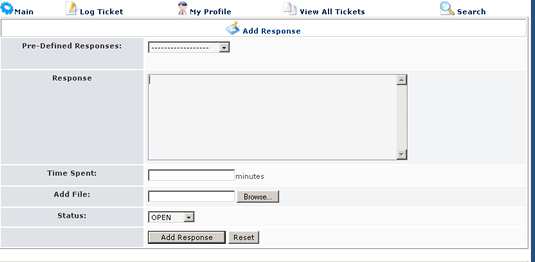 Main Log Ticket My Profile View All Tickets Search
Add Response
Pre-Defined Responses: ------------------
Response
Time Spent: minutes
Add File: Browse...
Status: OPEN
Add Response Reset